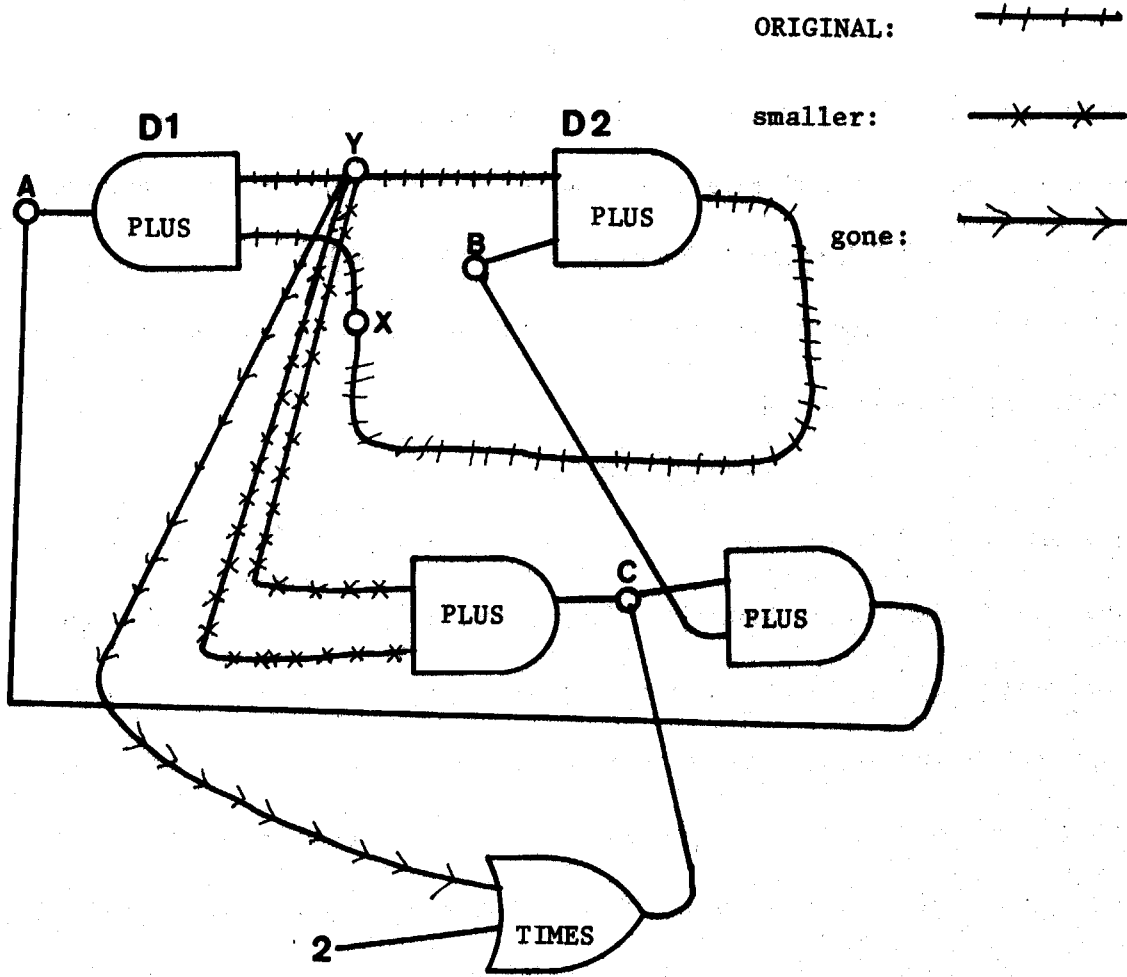 ORIGINAL:
smaller:
gone:
D1
Y
D2
A
PLUS
PLUS
B
X
C
PLUS
PLUS
2
TIMES